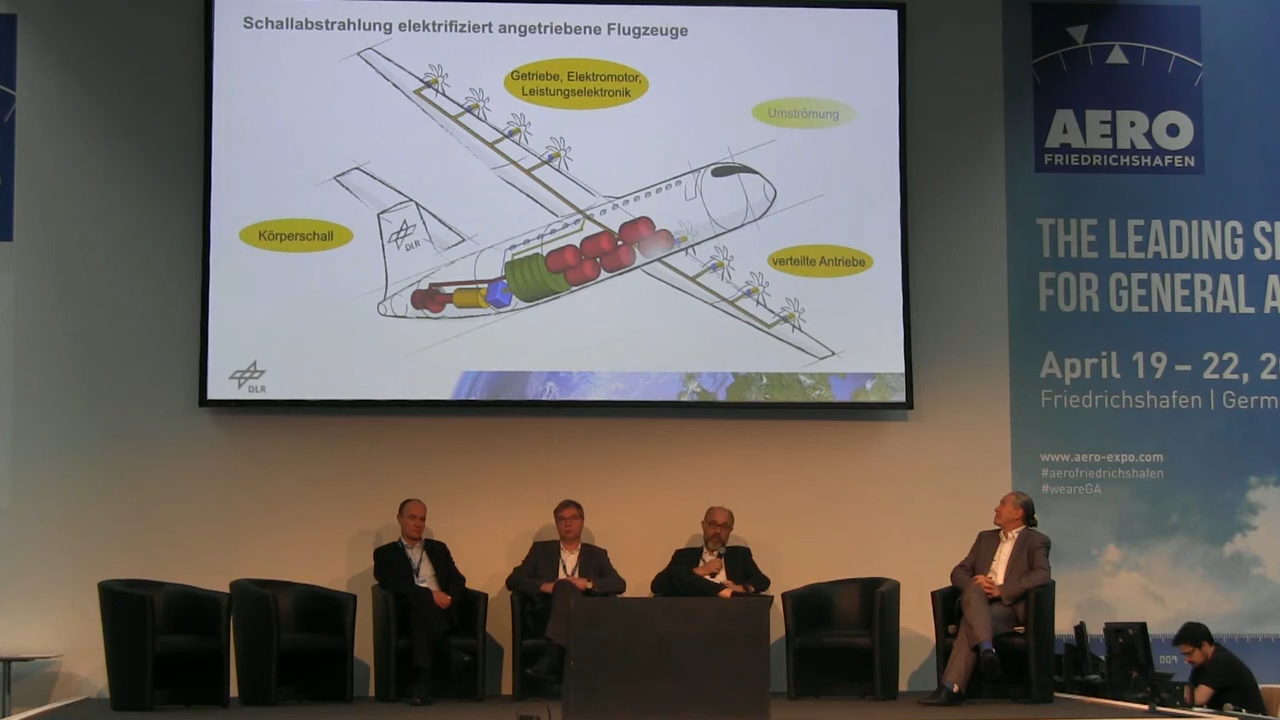 Schallabstrahlung elektrifiziert angetriebene Flugzeuge
Getriebe, Elektromotor,
Leistungselektronik
Umströmung
Körperschall
DLR
verteilte Antriebe
DLR
AERO
FRIEDRICHSHAFEN
THE LEADING S
FOR GENERAL A
April 19 – 22, 2
Friedrichshafen | Germ
www.aero-expo.com
#aerofriedrichshafen
#weareGA